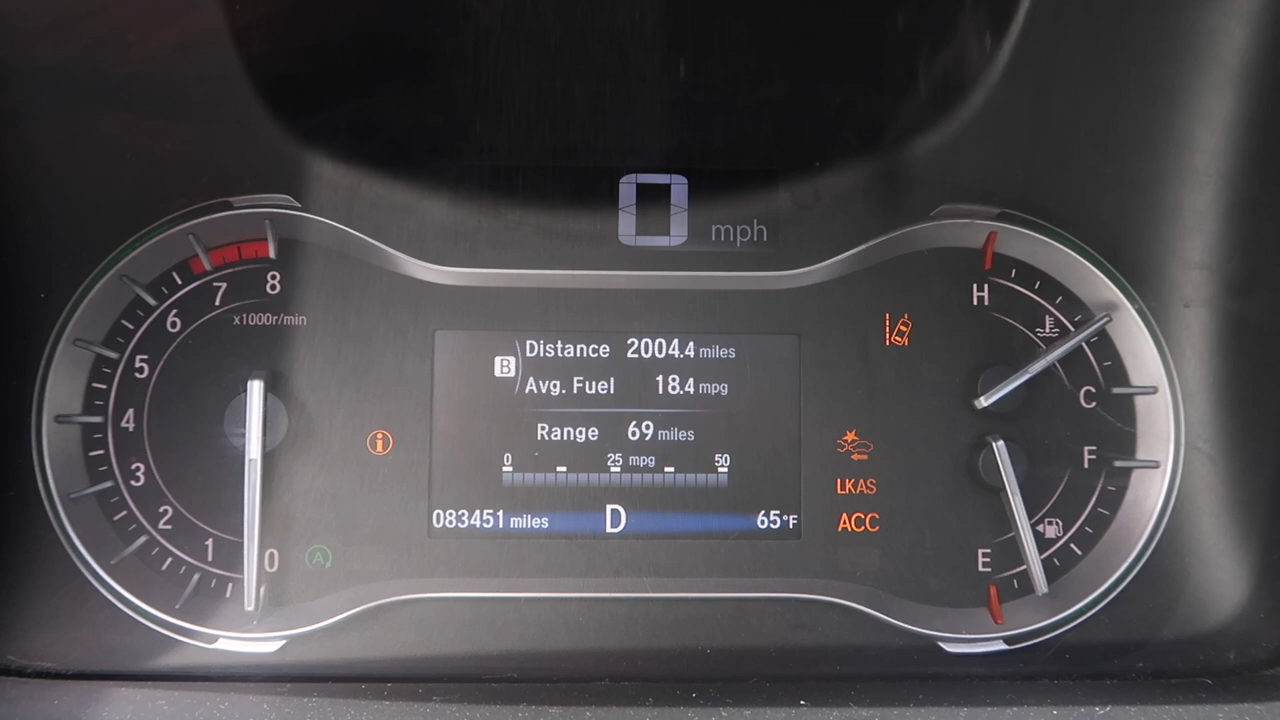 0 mph
8
7
6
x1000r/min
5
4
3
2
1
0
A
i
B
Distance 2004.4 miles
Avg. Fuel 18.4 mpg
Range 69 miles
0 25 mpg 50
083451 miles D 65°F
LKAS
ACC
H
C
F
E